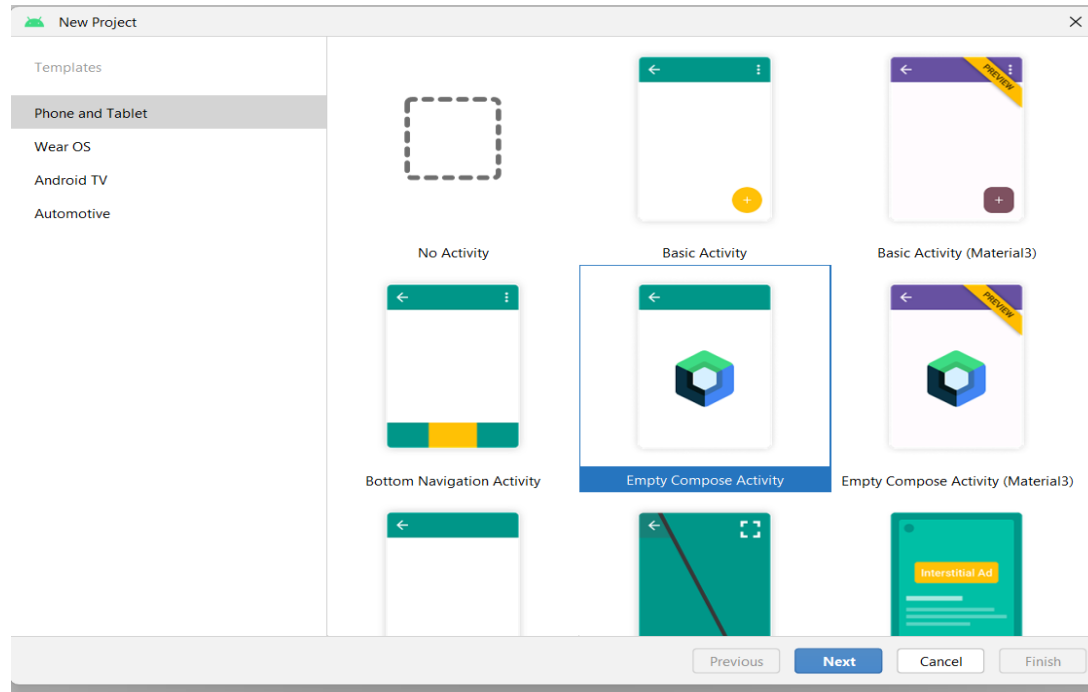 New Project
Templates
Phone and Tablet
Wear OS
Android TV
Automotive
No Activity
Basic Activity
PREVIEW
Basic Activity (Material3)
Bottom Navigation Activity
Empty Compose Activity
PREVIEW
Empty Compose Activity (Material3)
Interstitial Ad
Previous
Next
Cancel
Finish